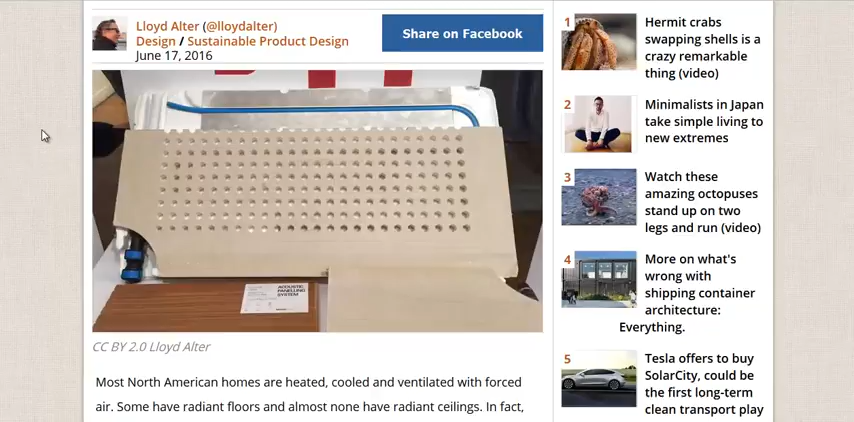 Lloyd Alter (@lloydalter)
Design / Sustainable Product Design
June 17, 2016
Share on Facebook
ACOUSTIC
PANELLING
SYSTEM
CC BY 2.0 Lloyd Alter
Most North American homes are heated, cooled and ventilated with forced
air. Some have radiant floors and almost none have radiant ceilings. In fact,
1
Hermit crabs
swapping shells is a
crazy remarkable
thing (video)
2
Minimalists in Japan
take simple living to
new extremes
3
Watch these
amazing octopuses
stand up on two
legs and run (video)
4
More on what's
wrong with
shipping container
architecture:
Everything.
5
Tesla offers to buy
SolarCity, could be
the first long-term
clean transport play